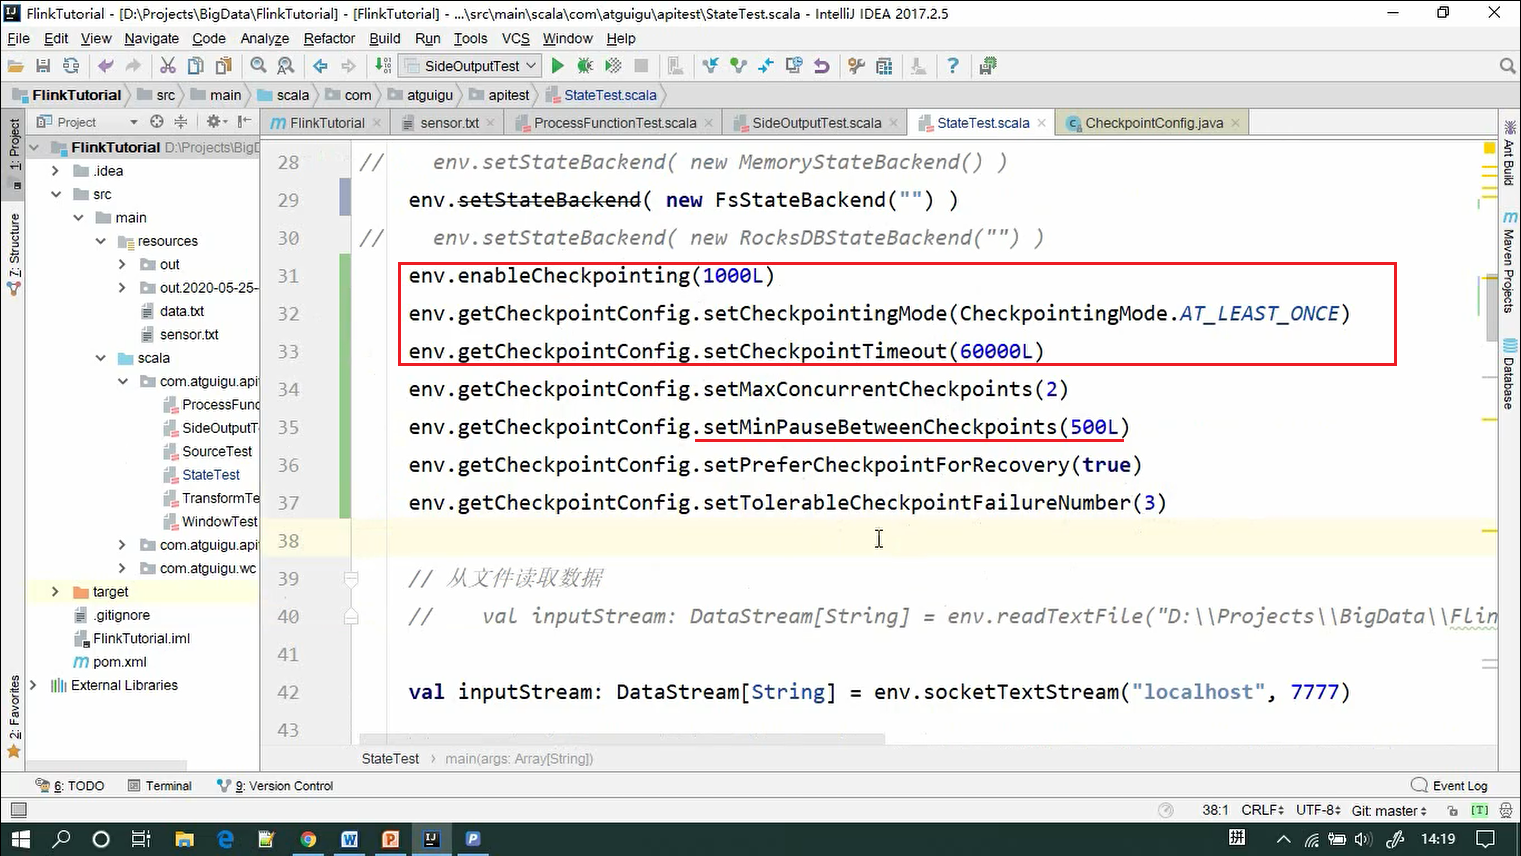 FlinkTutorial - [D:\Projects\BigData\FlinkTutorial] - [FlinkTutorial] - ...\src\main\scala\com\atguigu\apitest\StateTest.scala - IntelliJ IDEA 2017.2.5
File Edit View Navigate Code Analyze Refactor Build Run Tools VCS Window Help
SideOutputTest
FlinkTutorial src main scala com atguigu apitest StateTest.scala
Project
FlinkTutorial sensor.txt ProcessFunctionTest.scala SideOutputTest.scala StateTest.scala CheckpointConfig.java
1: Project
7: Structure
2: Favorites
FlinkTutorial D:\Projects\BigD
.idea
src
main
resources
out
out.2020-05-25-
data.txt
sensor.txt
scala
com.atguigu.api
ProcessFunc
SideOutputT
SourceTest
StateTest
TransformTe
WindowTest
com.atguigu.api
com.atguigu.wc
target
.gitignore
FlinkTutorial.iml
pom.xml
External Libraries
28 // env.setStateBackend( new MemoryStateBackend() )
29 env.setStateBackend( new FsStateBackend("") )
30 // env.setStateBackend( new RocksDBStateBackend("") )
31 env.enableCheckpointing(1000L)
32 env.getCheckpointConfig.setCheckpointingMode(CheckpointingMode.AT_LEAST_ONCE)
33 env.getCheckpointConfig.setCheckpointTimeout(60000L)
34 env.getCheckpointConfig.setMaxConcurrentCheckpoints(2)
35 env.getCheckpointConfig.setMinPauseBetweenCheckpoints(500L)
36 env.getCheckpointConfig.setPreferCheckpointForRecovery(true)
37 env.getCheckpointConfig.setTolerableCheckpointFailureNumber(3)
38
39 // 从文件读取数据
40 // val inputStream: DataStream[String] = env.readTextFile("D:\\Projects\\BigData\\Flin
41
42 val inputStream: DataStream[String] = env.socketTextStream("localhost", 7777)
43
StateTest main(args: Array[String])
Ant Build
Maven Projects
Database
6: TODO Terminal 9: Version Control Event Log
38:1 CRLF UTF-8 Git: master [T]
拼 14:19